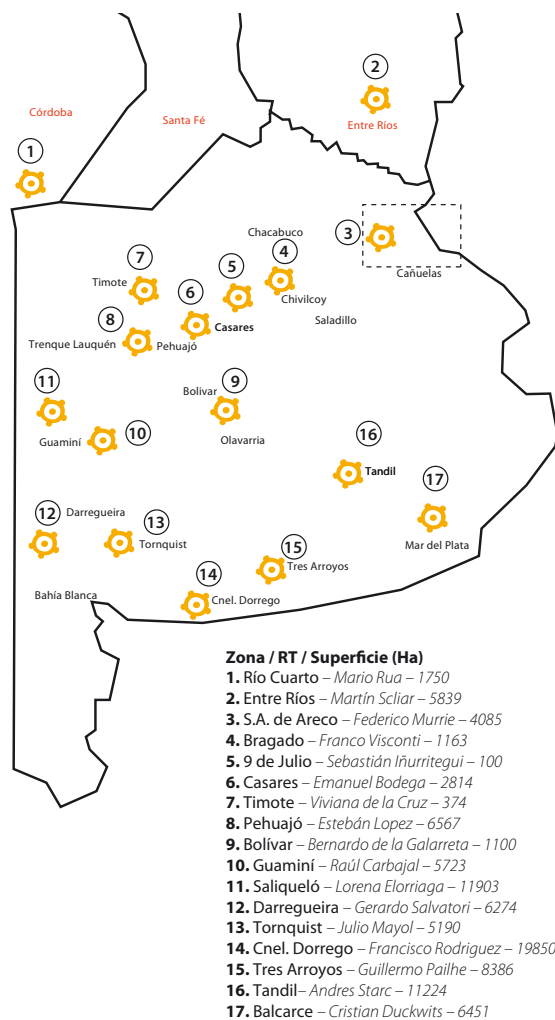 2
Córdoba
Santa Fé
Entre Ríos
1
3
Chacabuco
4
7
5
Cañuelas
Timote
6
Chivilcoy
Casares
Saladillo
8
Trenque Lauquén
Pehuajó
11
9
Bolivar
10
Guaminí
Olavarria
16
Tandil
17
Darregueira
12
13
Tornquist
Mar del Plata
15
Tres Arroyos
14
Bahía Blanca
Cnel. Dorrego
Zona / RT / Superficie (Ha)
1. Río Cuarto – Mario Rua – 1750
2. Entre Ríos – Martín Scliar – 5839
3. S.A. de Areco – Federico Murrie – 4085
4. Bragado – Franco Visconti – 1163
5. 9 de Julio – Sebastián Iñurritegui - 100
6. Casares – Emanuel Bodega – 2814
7. Timote – Viviana de la Cruz – 374
8. Pehuajó – Estebán Lopez – 6567
9. Bolívar – Bernardo de la Galarreta – 1100
10. Guaminí – Raúl Carbajal – 5723
11. Saliqueló – Lorena Elorriaga – 11903
12. Darregueira – Gerardo Salvatori – 6274
13. Tornquist – Julio Mayol – 5190
14. Cnel. Dorrego – Francisco Rodriguez – 19850
15. Tres Arroyos – Guillermo Pailhe – 8386
16. Tandil– Andres Starc – 11224
17. Balcarce – Cristian Duckwits – 6451